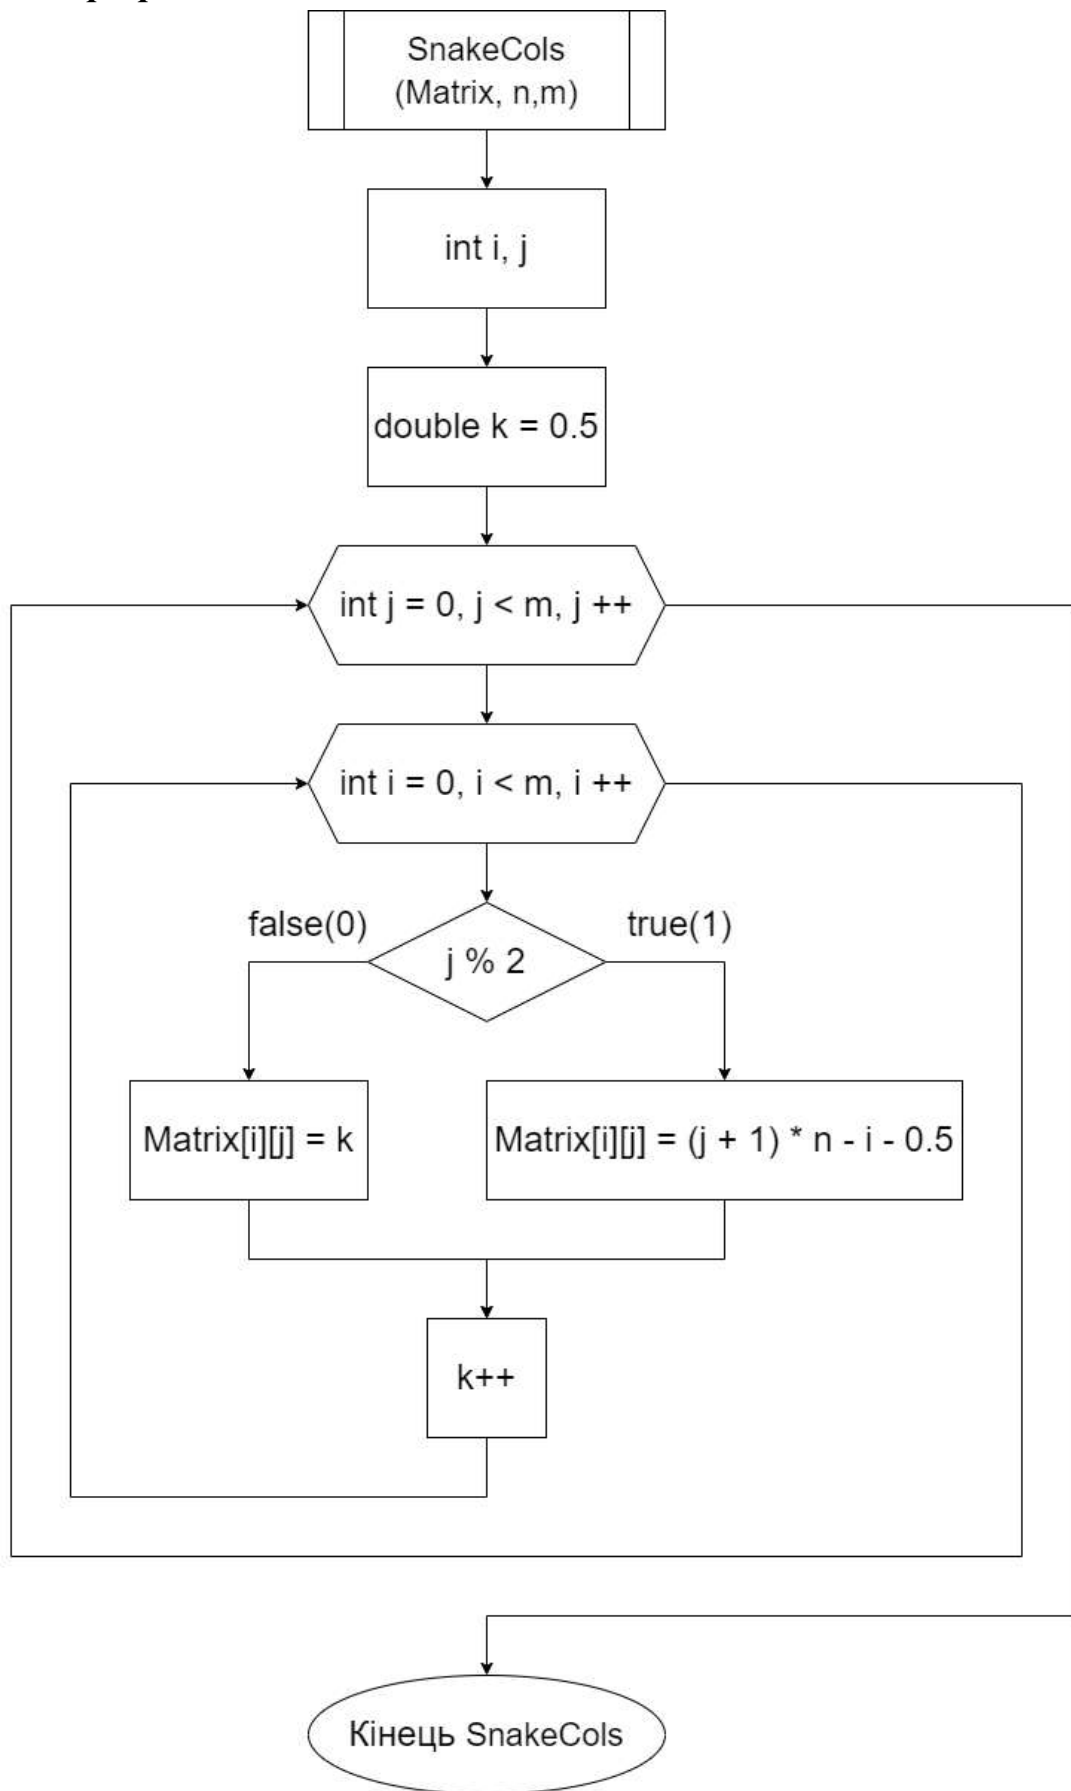 SnakeCols
(Matrix, n,m)
int i, j
double k = 0.5
int j = 0, j < m, j ++
int i = 0, i < m, i ++
false(0)
true(1)
j % 2
Matrix[i][j] = k
Matrix[i][j] = (j + 1) * n - i - 0.5
k++
Кінець SnakeCols